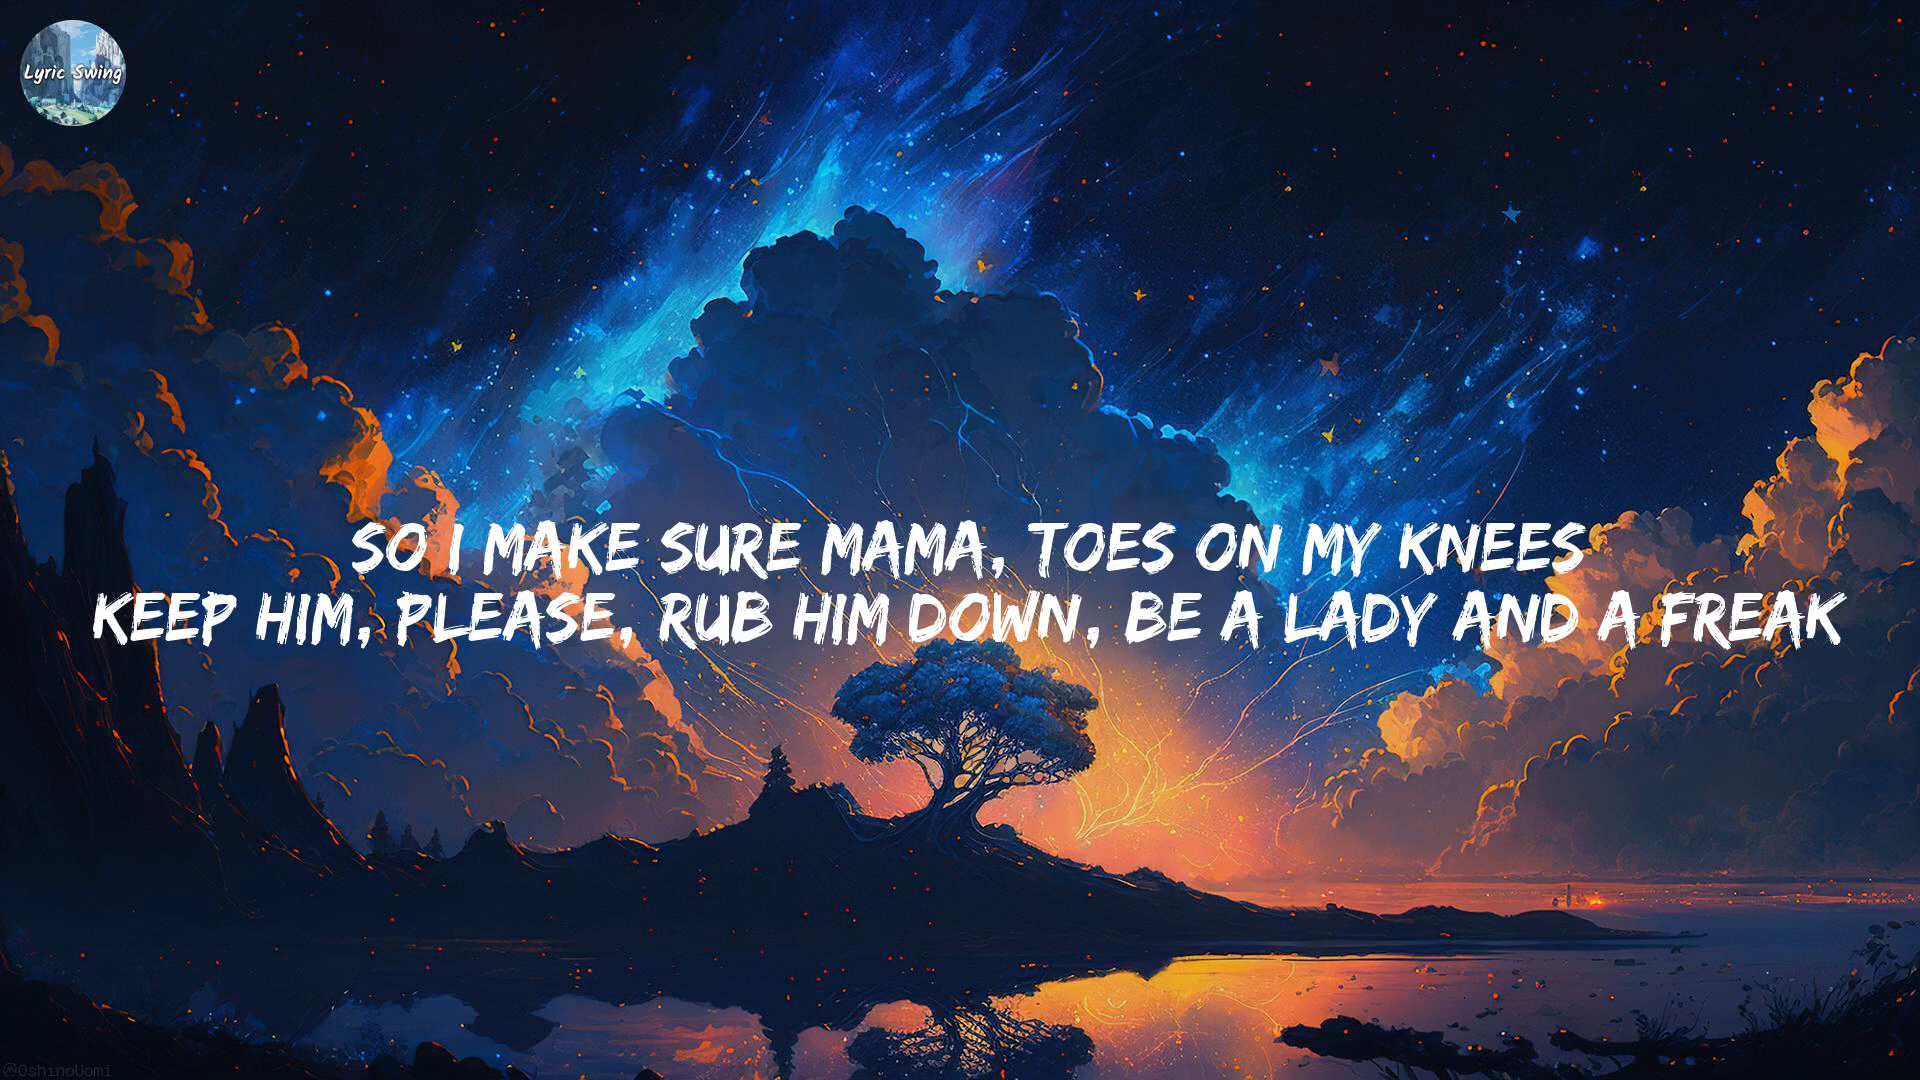 Lyric Swing
SO I MAKE SURE MAMA, TOES ON MY KNEES
KEEP HIM, PLEASE, RUB HIM DOWN, BE A LADY AND A FREAK
@OshinoUomi